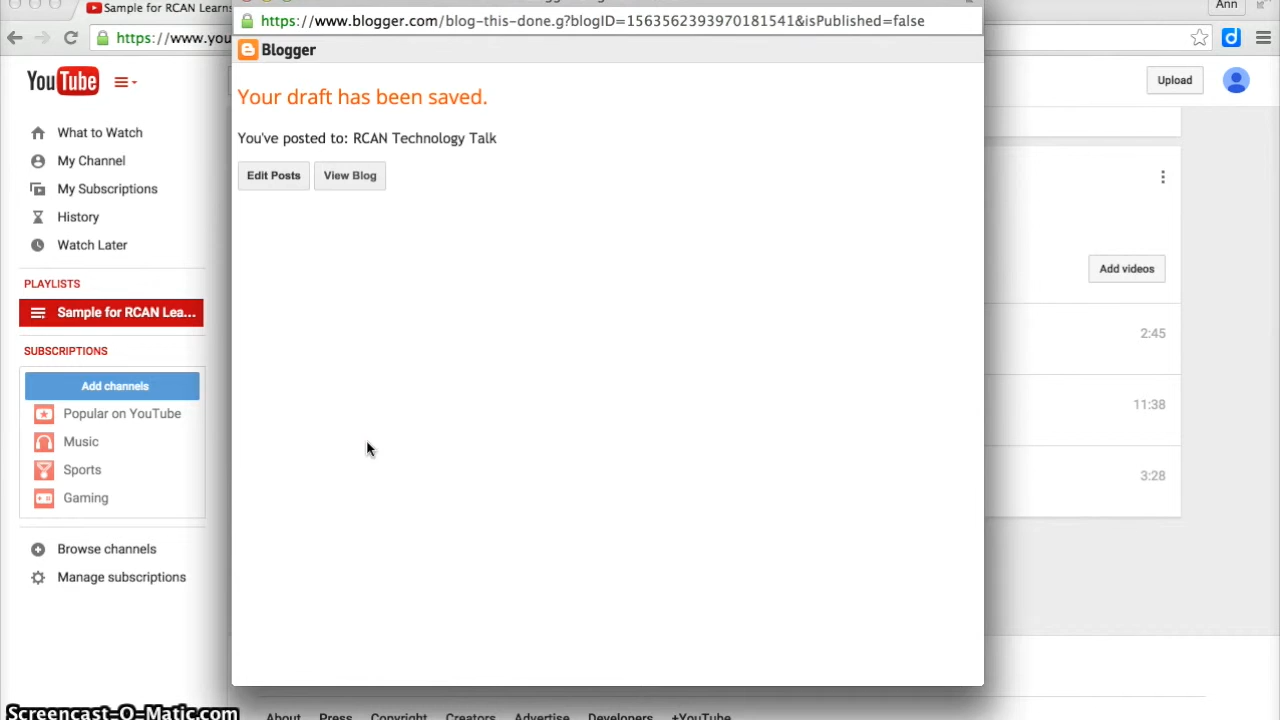 Sample for RCAN Learn
Ann
https://www.you
https://www.blogger.com/blog-this-done.g?blogID=1563562393970181541&isPublished=false
Blogger
YouTube
Upload
Your draft has been saved.
You've posted to: RCAN Technology Talk
Edit Posts
View Blog
What to Watch
My Channel
My Subscriptions
History
Watch Later
PLAYLISTS
Sample for RCAN Lea...
SUBSCRIPTIONS
Add channels
Popular on YouTube
Music
Sports
Gaming
Browse channels
Manage subscriptions
Add videos
2:45
11:38
3:28
About Press Copyright Creators Advertise Developers +YouTube
Screencast-O-Matic.com